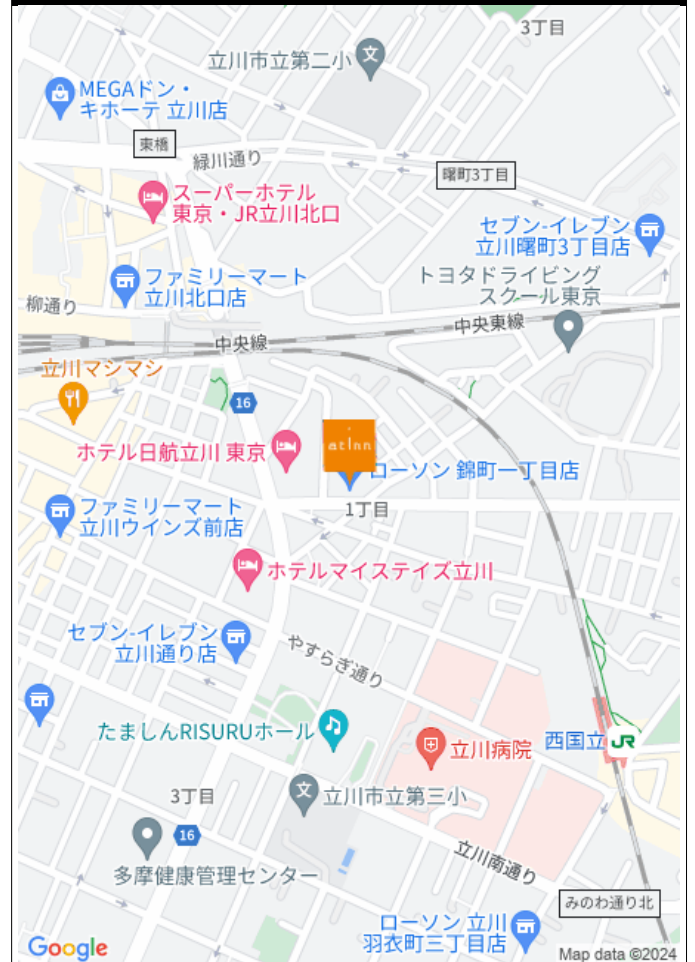 3丁目
立川市立第二小
文
MEGAドン・
キホーテ 立川店
東橋
緑川通り
曙町3丁目
スーパーホテル
東京・JR立川北口
セブン-イレブン
立川曙町3丁目店
ファミリーマート
立川北口店
トヨタドライビング
スクール東京
柳通り
中央線
中央東線
立川マシマシ
16
atinn
ホテル日航立川 東京
ローソン 錦町一丁目店
ファミリーマート
立川ウインズ前店
1丁目
ホテルマイステイズ立川
セブン-イレブン
立川通り店
やすらぎ通り
たましんRISURUホール
立川病院
西国立
JR
3丁目
文
立川市立第三小
16
多摩健康管理センター
立川南通り
みのわ通り北
ローソン 立川
羽衣町三丁目店
Google
Map data ©2024